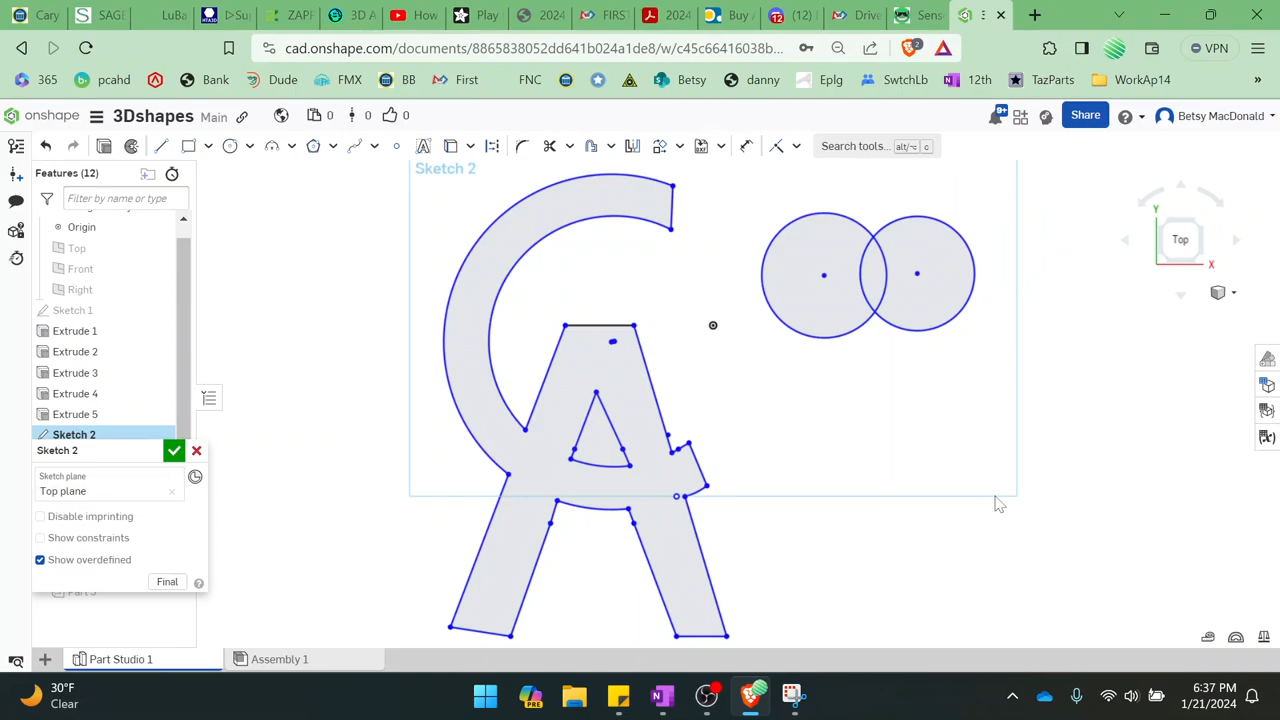 Cary
SAGE
LuBa
▷Sup
ZAPF
3D A
How
Play
2024
FIRST
2024
Buy A
(12) |
Drive
Sens
cad.onshape.com/documents/8865838052dd641b024a1de8/w/c45c66416038b...
2
VPN
365
pcahd
Bank
Dude
FMX
BB
First
FNC
Betsy
danny
Eplg
SwtchLb
12th
TazParts
WorkAp14
»
onshape
3Dshapes
Main
0
0
0
9+
Share
Betsy MacDonald
Search tools...
alt/⌥
c
Features (12)
Filter by name or type
Origin
Top
Front
Right
Sketch 1
Extrude 1
Extrude 2
Extrude 3
Extrude 4
Extrude 5
Sketch 2
Sketch 2
Sketch plane
Top plane
Disable imprinting
Show constraints
Show overdefined
Final
Sketch 2
Y
Top
X
Part Studio 1
Assembly 1
30°F
Clear
PRE
6:37 PM
1/21/2024